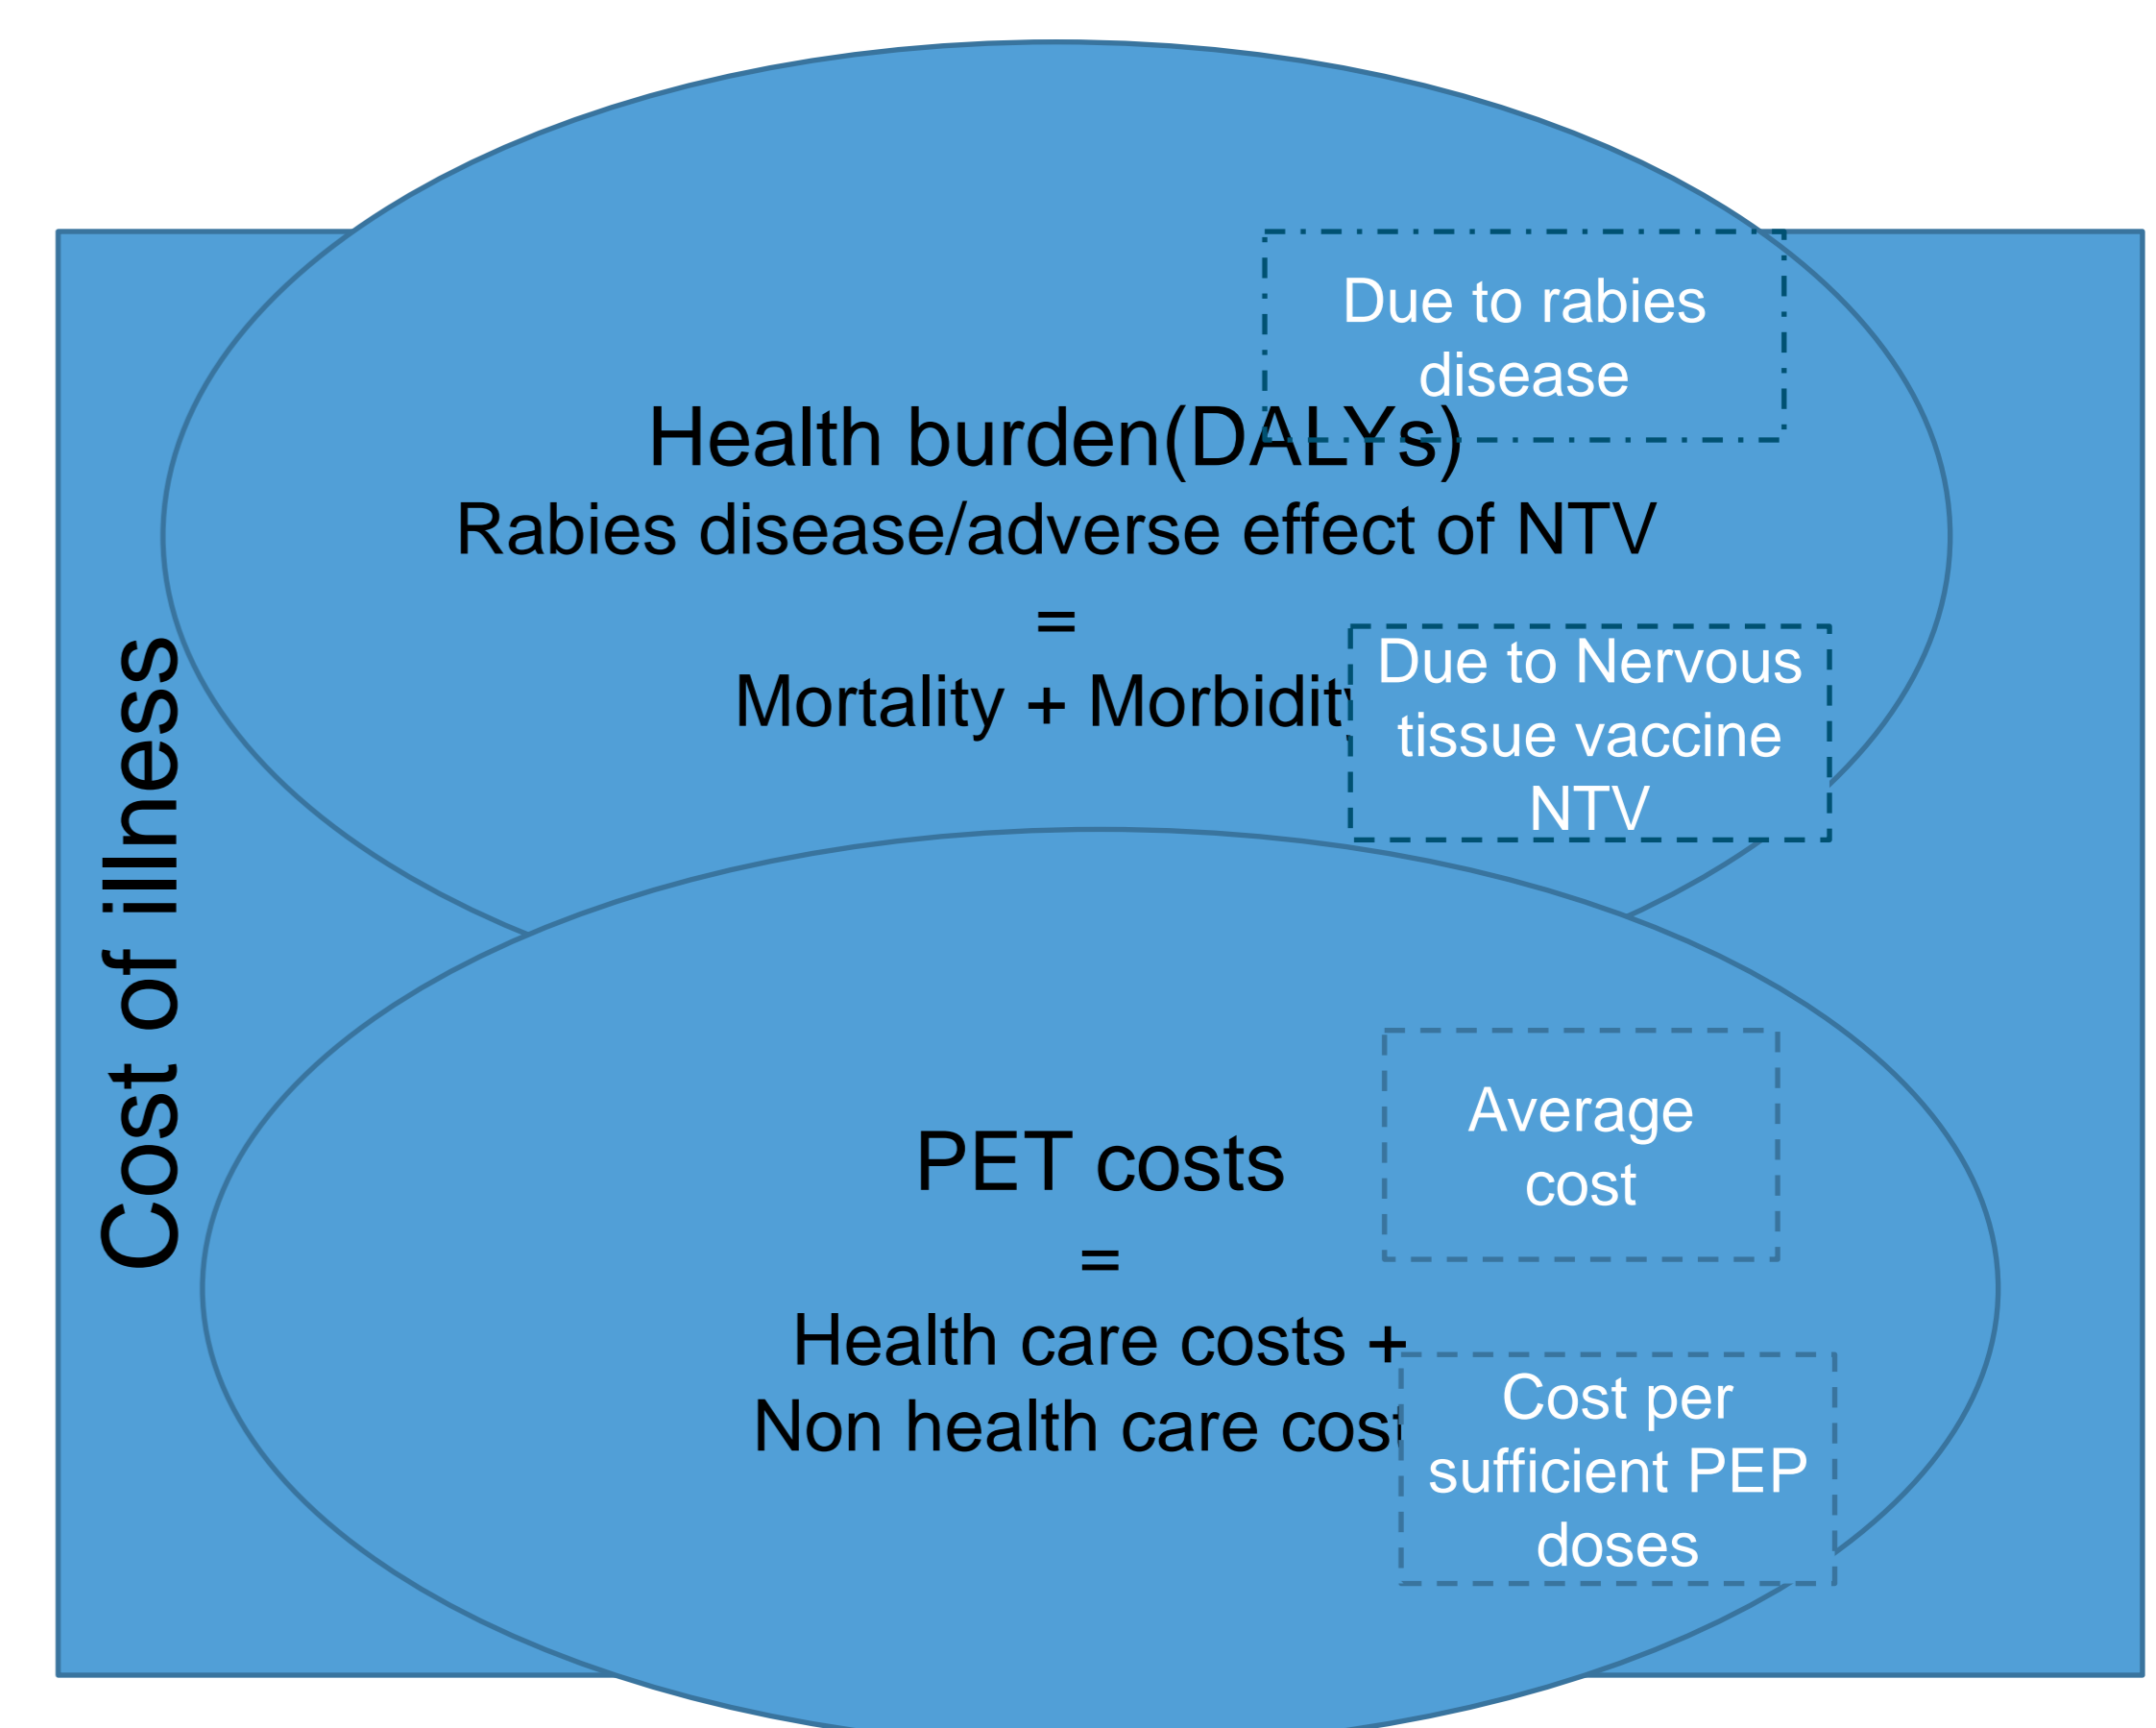 Cost of illness
Due to rabies
disease
Health burden(DALYs)
Rabies disease/adverse effect of NTV
=
Mortality + Morbidity
Due to Nervous
tissue vaccine
NTV
PET costs
=
Health care costs +
Non health care cost
Average
cost
Cost per
sufficient PEP
doses